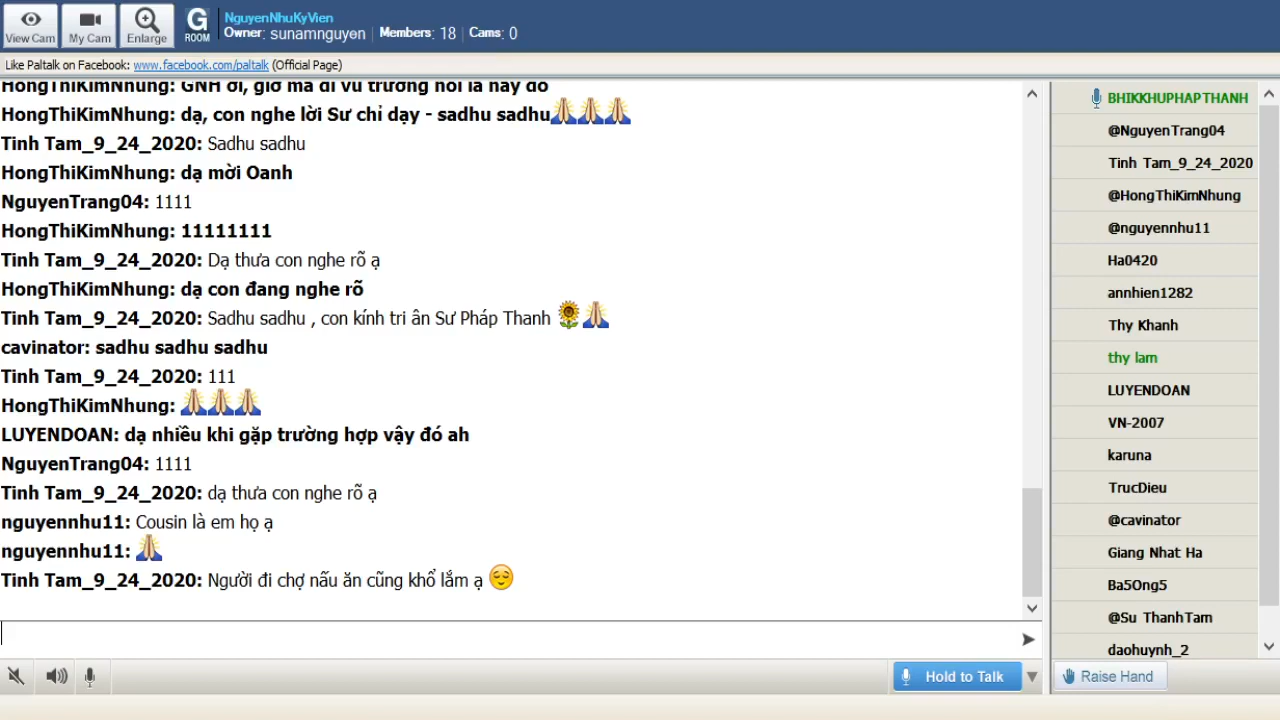 View Cam
My Cam
Enlarge
G ROOM
NguyenNhuKyVien
Owner: sunamnguyen | Members: 18 | Cams: 0
Like Paltalk on Facebook: www.facebook.com/paltalk (Official Page)
HongThiKimNhung: GNH ơi, giờ mà đi vũ trường nói là nay đó
HongThiKimNhung: dạ, con nghe lời Sư chỉ dạy - sadhu sadhu
Tinh Tam_9_24_2020: Sadhu sadhu
HongThiKimNhung: dạ mời Oanh
NguyenTrang04: 1111
HongThiKimNhung: 11111111
Tinh Tam_9_24_2020: Dạ thưa con nghe rõ ạ
HongThiKimNhung: dạ con đang nghe rõ
Tinh Tam_9_24_2020: Sadhu sadhu , con kính tri ân Sư Pháp Thanh
cavinator: sadhu sadhu sadhu
Tinh Tam_9_24_2020: 111
HongThiKimNhung:
LUYENDOAN: dạ nhiều khi gặp trường hợp vậy đó ah
NguyenTrang04: 1111
Tinh Tam_9_24_2020: dạ thưa con nghe rõ ạ
nguyennhu11: Cousin là em họ ạ
nguyennhu11:
Tinh Tam_9_24_2020: Người đi chợ nấu ăn cũng khổ lắm ạ
Hold to Talk
BHIKKHUPHAPTHANH
@NguyenTrang04
Tinh Tam_9_24_2020
@HongThiKimNhung
@nguyennhu11
Ha0420
annhien1282
Thy Khanh
thy lam
LUYENDOAN
VN-2007
karuna
TrucDieu
@cavinator
Giang Nhat Ha
Ba5Ong5
@Su ThanhTam
daohuynh_2
Raise Hand